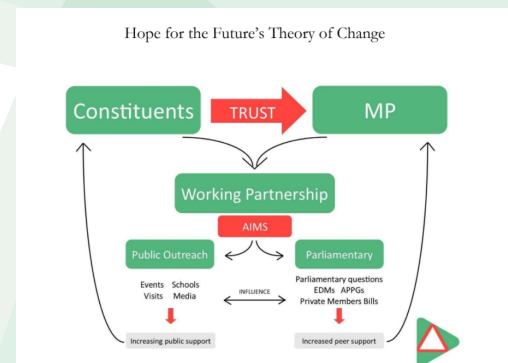 Hope for the Future's Theory of Change
Constituents
TRUST
MP
Working Partnership
AIMS
Public Outreach
Parliamentary
Events Schools
Visits Media
INFLUENCE
Parliamentary questions
EDMs APPGs
Private Members Bills
Increasing public support
Increased peer support